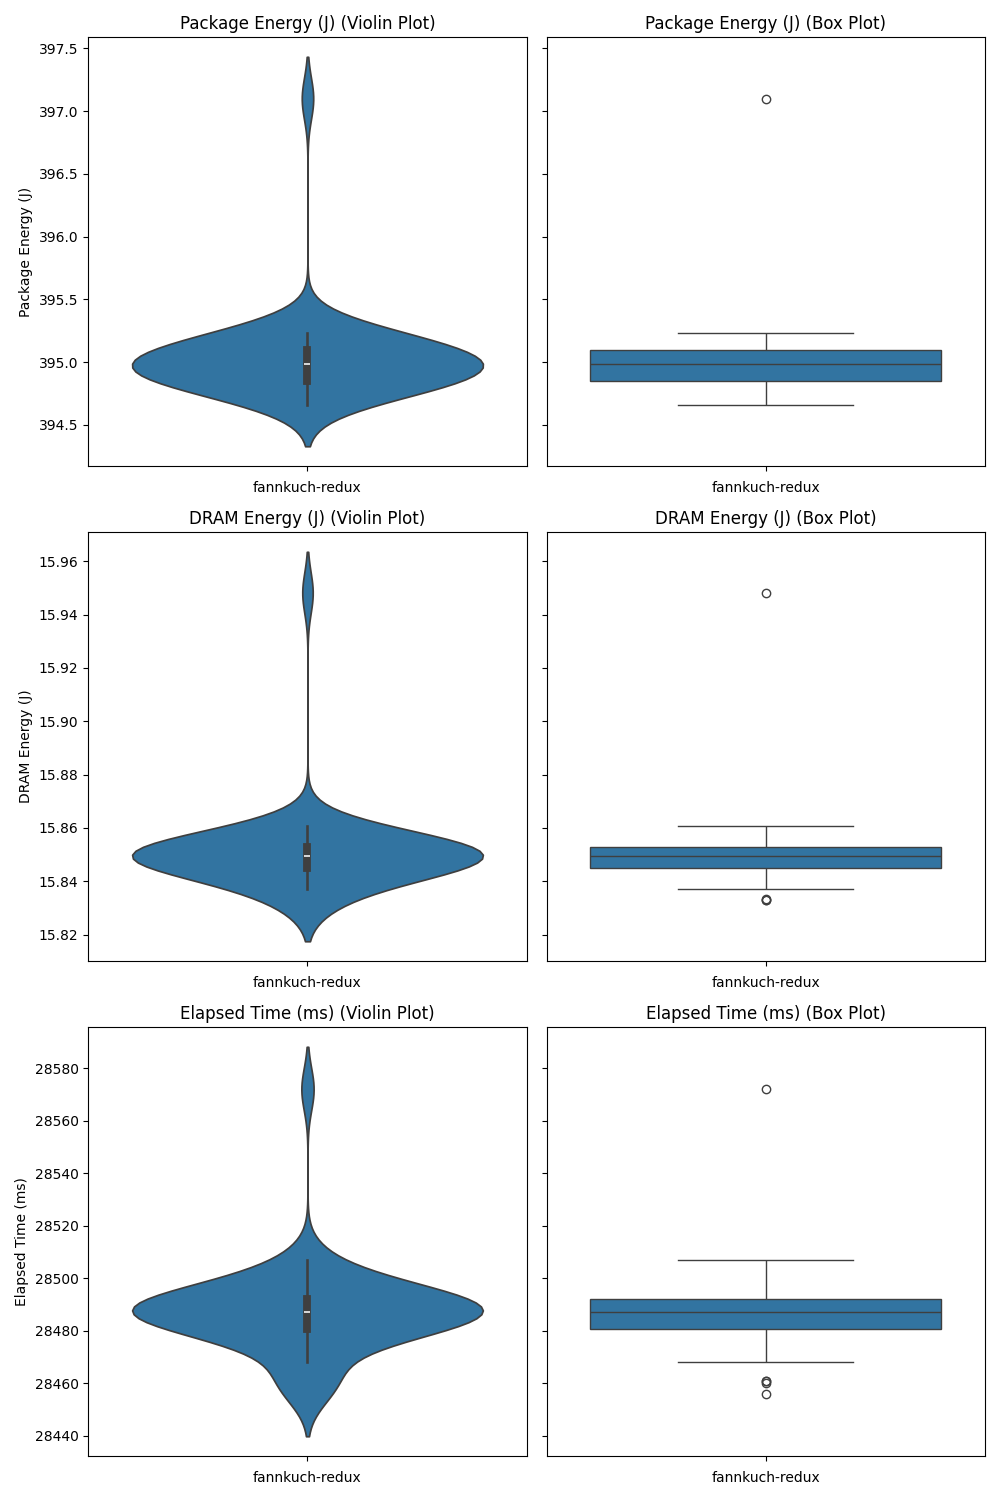 Package Energy (J) (Violin Plot)
Package Energy (J) (Box Plot)
397.5
397.0
396.5
396.0
395.5
395.0
394.5
Package Energy (J)
fannkuch-redux
fannkuch-redux
DRAM Energy (J) (Violin Plot)
DRAM Energy (J) (Box Plot)
15.96
15.94
15.92
15.90
15.88
15.86
15.84
15.82
DRAM Energy (J)
fannkuch-redux
fannkuch-redux
Elapsed Time (ms) (Violin Plot)
Elapsed Time (ms) (Box Plot)
28580
28560
28540
28520
28500
28480
28460
28440
Elapsed Time (ms)
fannkuch-redux
fannkuch-redux